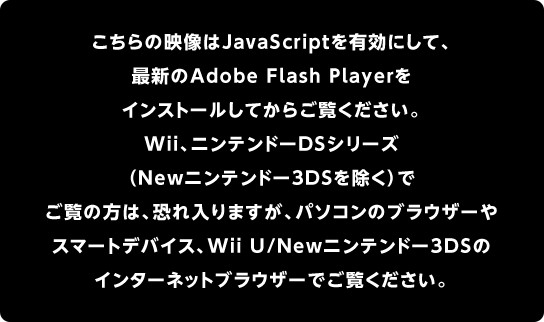 こちらの映像はJavaScriptを有効にして、
最新のAdobe Flash Playerを
インストールしてからご覧ください。
Wii、ニンテンドーDSシリーズ
（Newニンテンドー3DSを除く）で
ご覧の方は、恐れ入りますが、パソコンのブラウザーや
スマートデバイス、Wii U/Newニンテンドー3DSの
インターネットブラウザーでご覧ください。